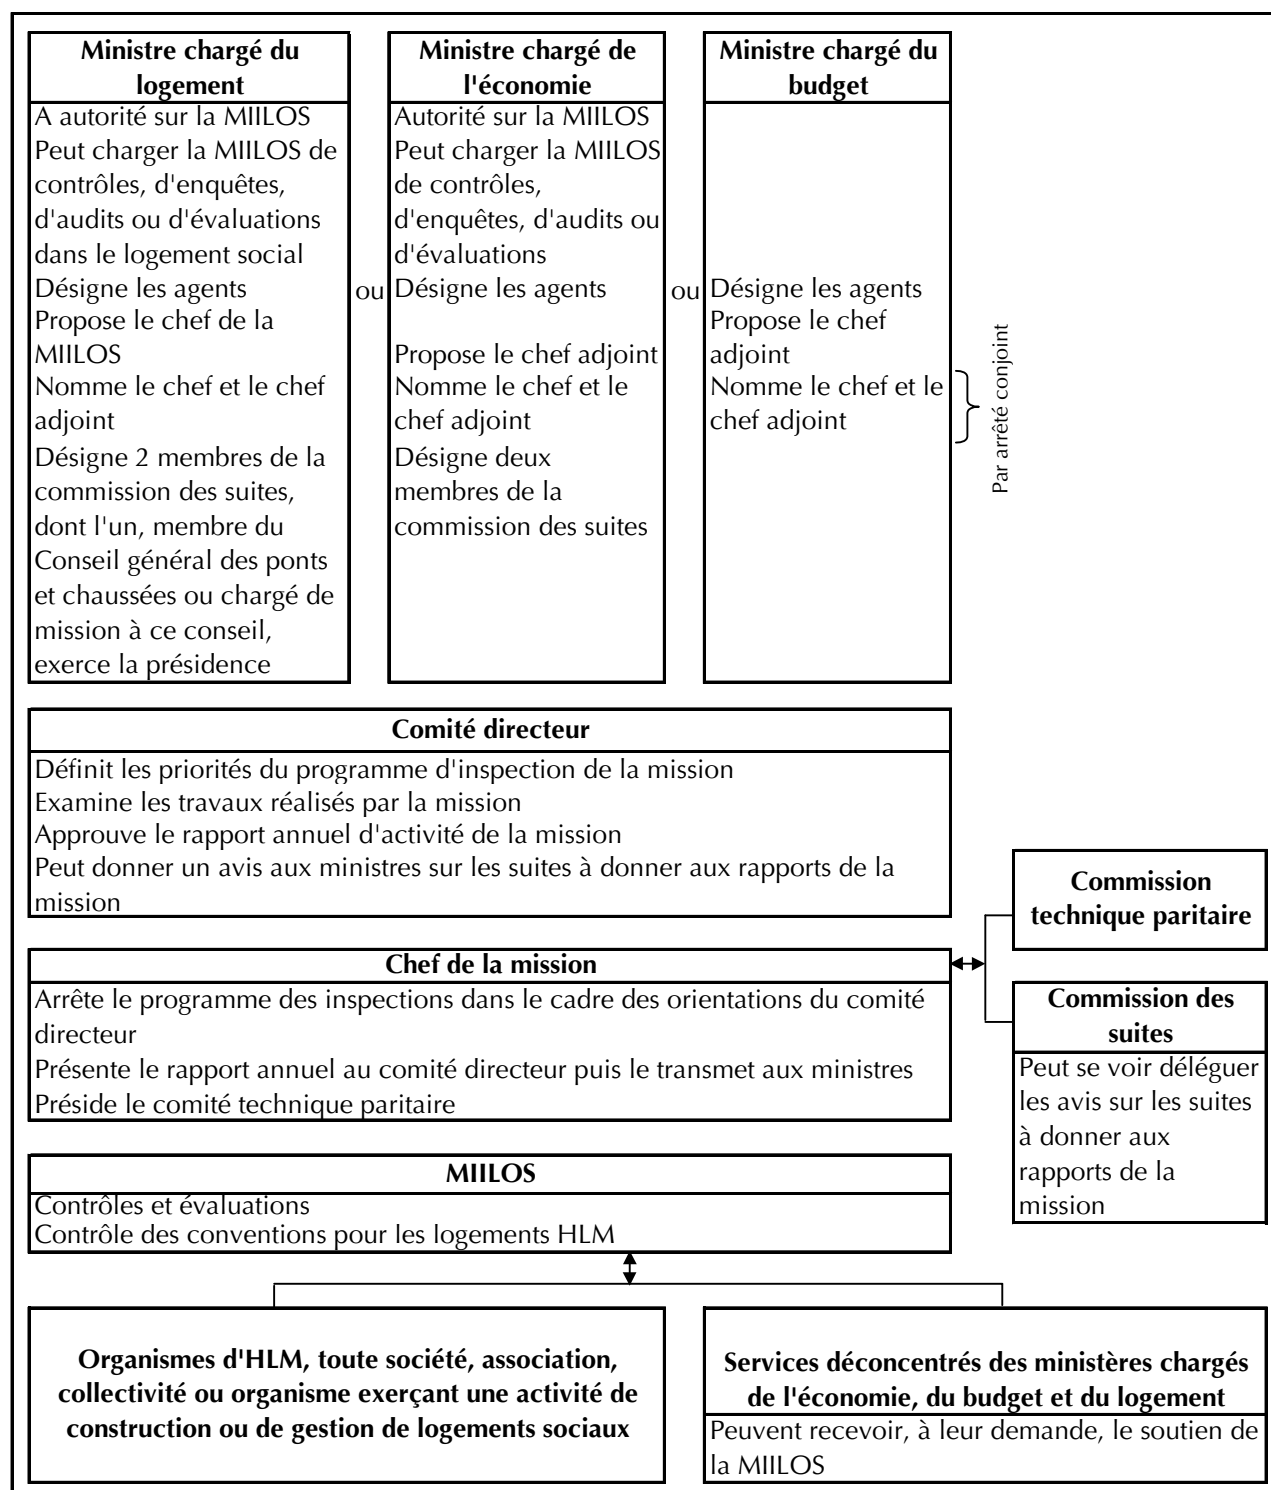 Ministre chargé du
logement
A autorité sur la MIILOS
Peut charger la MIILOS de
contrôles, d'enquêtes,
d'audits ou d'évaluations
dans le logement social
Désigne les agents
Propose le chef de la
MIILOS
Nomme le chef et le chef
adjoint
Désigne 2 membres de la
commission des suites,
dont l'un, membre du
Conseil général des ponts
et chaussées ou chargé de
mission à ce conseil,
exerce la présidence
ou
Ministre chargé de
l'économie
Autorité sur la MIILOS
Peut charger la MIILOS
de contrôles,
d'enquêtes, d'audits ou
d'évaluations
Désigne les agents
Propose le chef adjoint
Nomme le chef et le
chef adjoint
Désigne deux
membres de la
commission des suites
ou
Ministre chargé du
budget
Désigne les agents
Propose le chef
adjoint
Nomme le chef et le
chef adjoint
Par arrêté conjoint
Comité directeur
Définit les priorités du programme d'inspection de la mission
Examine les travaux réalisés par la mission
Approuve le rapport annuel d'activité de la mission
Peut donner un avis aux ministres sur les suites à donner aux rapports de la
mission
Chef de la mission
Arrête le programme des inspections dans le cadre des orientations du comité
directeur
Présente le rapport annuel au comité directeur puis le transmet aux ministres
Préside le comité technique paritaire
Commission
technique paritaire
Commission des
suites
Peut se voir déléguer
les avis sur les suites
à donner aux
rapports de la
mission
MIILOS
Contrôles et évaluations
Contrôle des conventions pour les logements HLM
Organismes d'HLM, toute société, association,
collectivité ou organisme exerçant une activité de
construction ou de gestion de logements sociaux
Services déconcentrés des ministères chargés
de l'économie, du budget et du logement
Peuvent recevoir, à leur demande, le soutien de
la MIILOS